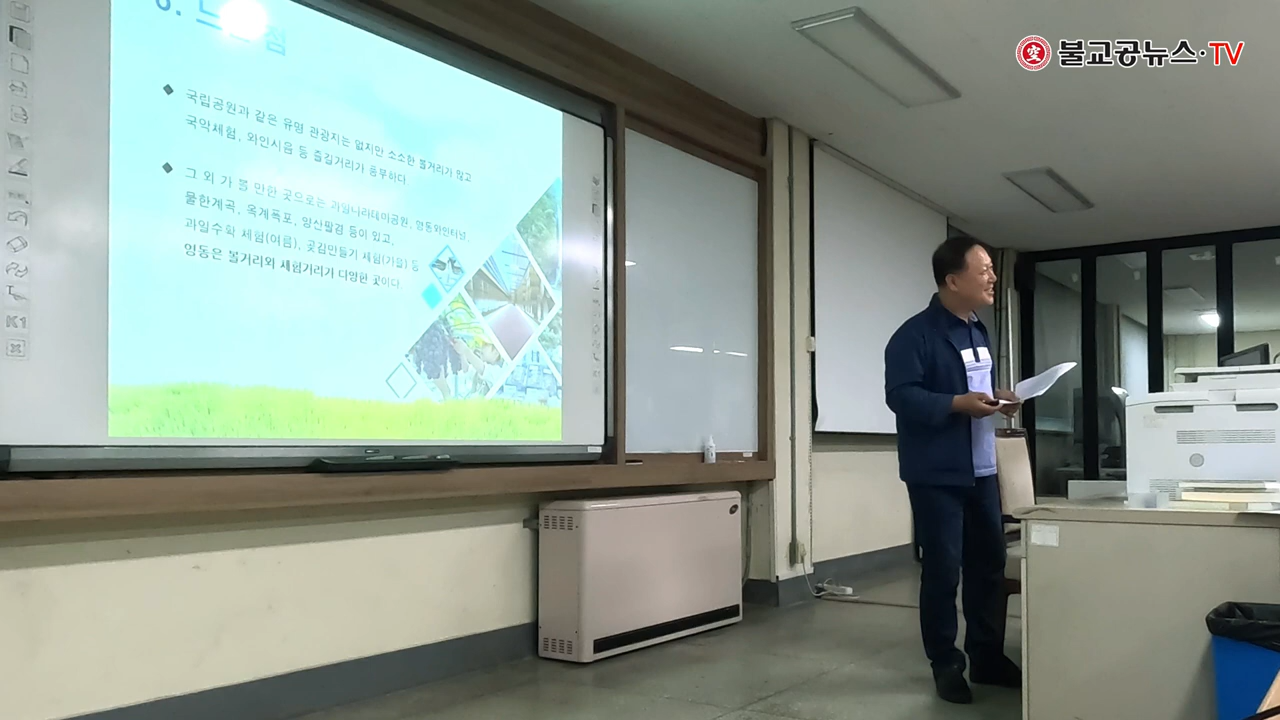 불교공뉴스·TV
6. 느 점
◆ 국립공원과 같은 유명 관광지는 없지만 소소한 볼거리가 많고
국악체험, 와인시음 등 즐길거리가 풍부하다
◆ 그 외 가 볼 만한 곳으로는 과일나라테마공원, 영동와인터널,
물한계곡, 옥계폭포, 양산팔경 등이 있고,
과일수확 체험(여름), 곶감만들기 체험(가을) 등
영동은 볼거리와 체험거리가 다양한 곳이다.